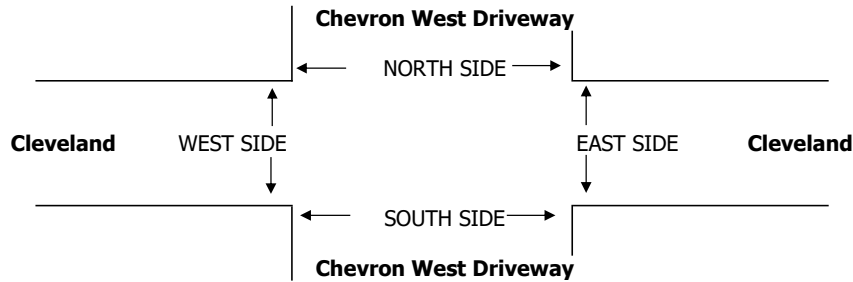 Chevron West Driveway
NORTH SIDE
Cleveland WEST SIDE EAST SIDE Cleveland
SOUTH SIDE
Chevron West Driveway